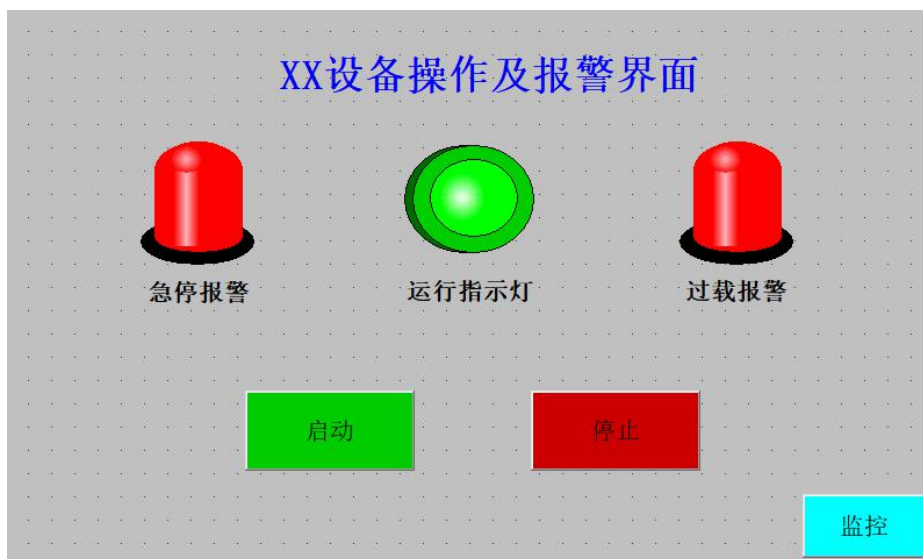 XX设备操作及报警界面
急停报警
运行指示灯
过载报警
启动
停止
监控